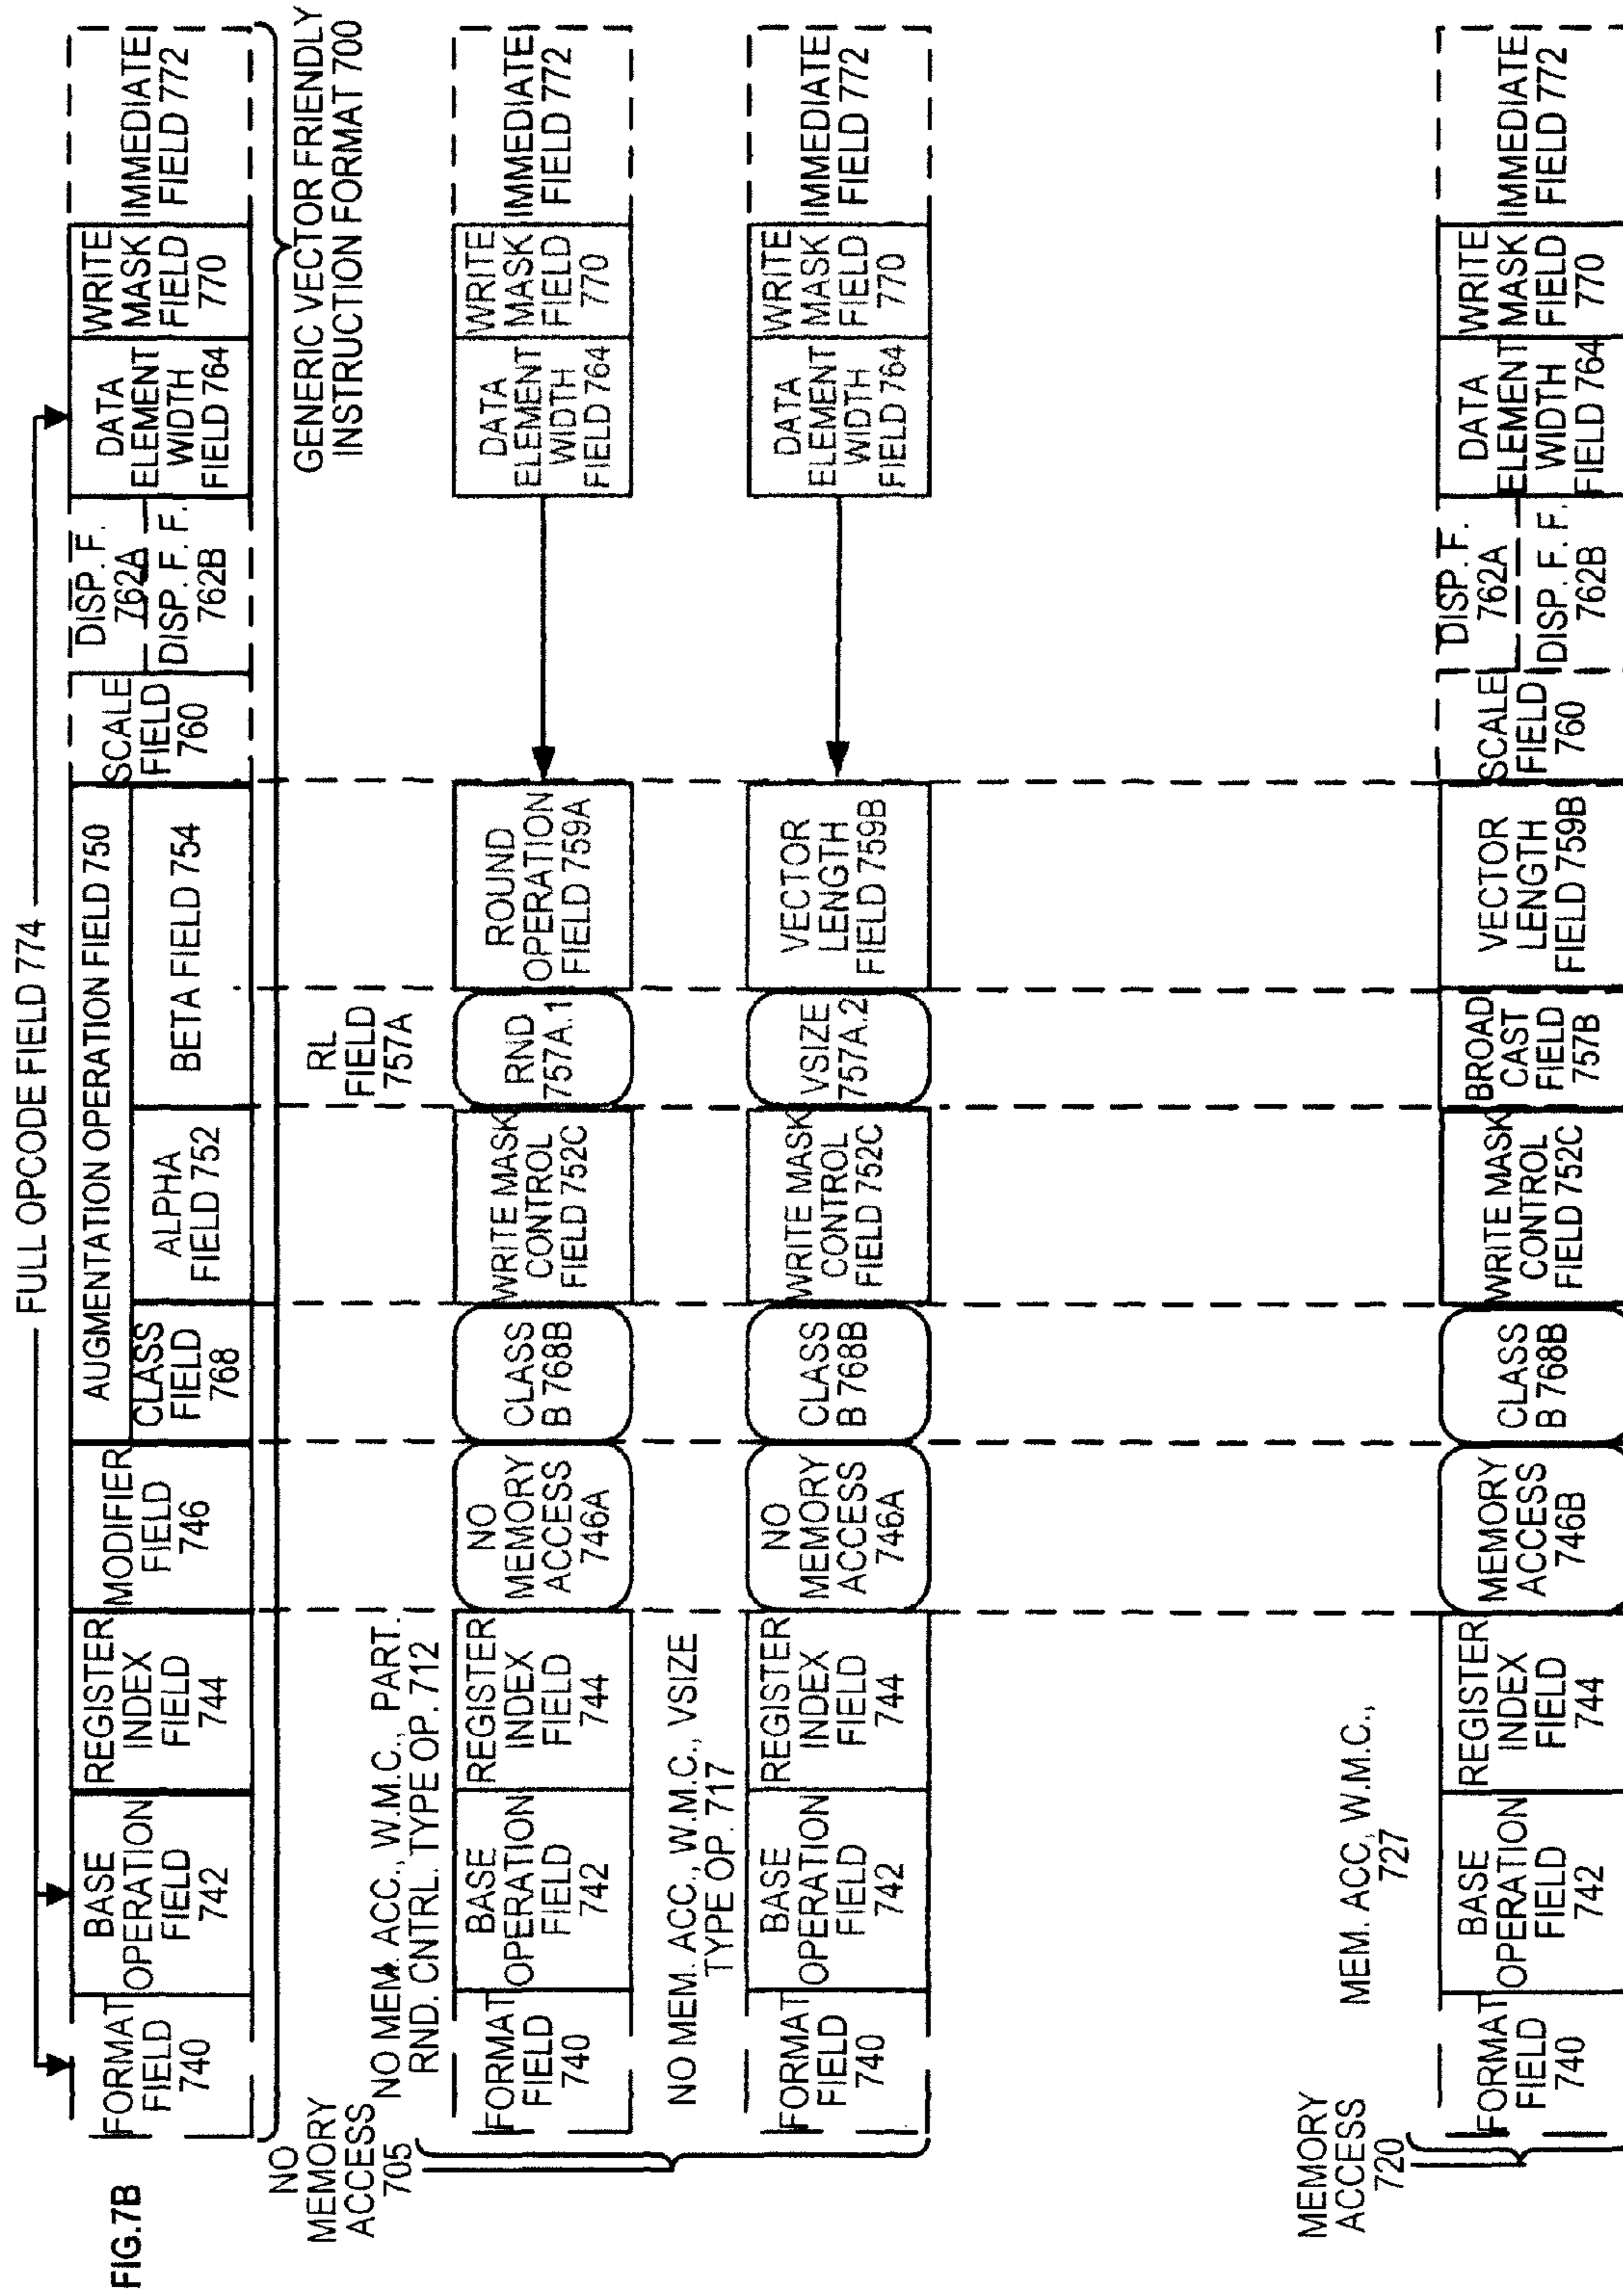 FIG.7B
FULL OPCODE FIELD 774
FORMAT
FIELD
740
BASE
OPERATION
FIELD
742
REGISTER
INDEX
FIELD
744
MODIFIER
FIELD
746
AUGMENTATION OPERATION FIELD 750
CLASS
FIELD
768
ALPHA
FIELD 752
BETA FIELD 754
SCALE
FIELD
760
DISP. F.
762A
DISP. F. F.
762B
DATA
ELEMENT
WIDTH
FIELD 764
WRITE
MASK
FIELD
770
IMMEDIATE
FIELD 772
GENERIC VECTOR FRIENDLY
INSTRUCTION FORMAT 700
NO
MEMORY
ACCESS
705
NO MEM. ACC., W.M.C., PART.
RND. CNTRL. TYPE OP. 712
RL
FIELD
757A
FORMAT
FIELD
740
BASE
OPERATION
FIELD
742
REGISTER
INDEX
FIELD
744
NO
MEMORY
ACCESS
746A
CLASS
B 768B
WRITE MASK
CONTROL
FIELD 752C
RND
757A.1
ROUND
OPERATION
FIELD 759A
DATA
ELEMENT
WIDTH
FIELD 764
WRITE
MASK
FIELD
770
IMMEDIATE
FIELD 772
NO MEM. ACC., W.M.C., VSIZE
TYPE OP. 717
FORMAT
FIELD
740
BASE
OPERATION
FIELD
742
REGISTER
INDEX
FIELD
744
NO
MEMORY
ACCESS
746A
CLASS
B 768B
WRITE MASK
CONTROL
FIELD 752C
VSIZE
757A.2
VECTOR
LENGTH
FIELD 759B
DATA
ELEMENT
WIDTH
FIELD 764
WRITE
MASK
FIELD
770
IMMEDIATE
FIELD 772
MEMORY
ACCESS
720
MEM. ACC, W.M.C.,
727
FORMAT
FIELD
740
BASE
OPERATION
FIELD
742
REGISTER
INDEX
FIELD
744
MEMORY
ACCESS
746B
CLASS
B 768B
WRITE MASK
CONTROL
FIELD 752C
BROAD
CAST
FIELD
757B
VECTOR
LENGTH
FIELD 759B
SCALE
FIELD
760
DISP. F.
762A
DISP. F. F.
762B
DATA
ELEMENT
WIDTH
FIELD 764
WRITE
MASK
FIELD
770
IMMEDIATE
FIELD 772